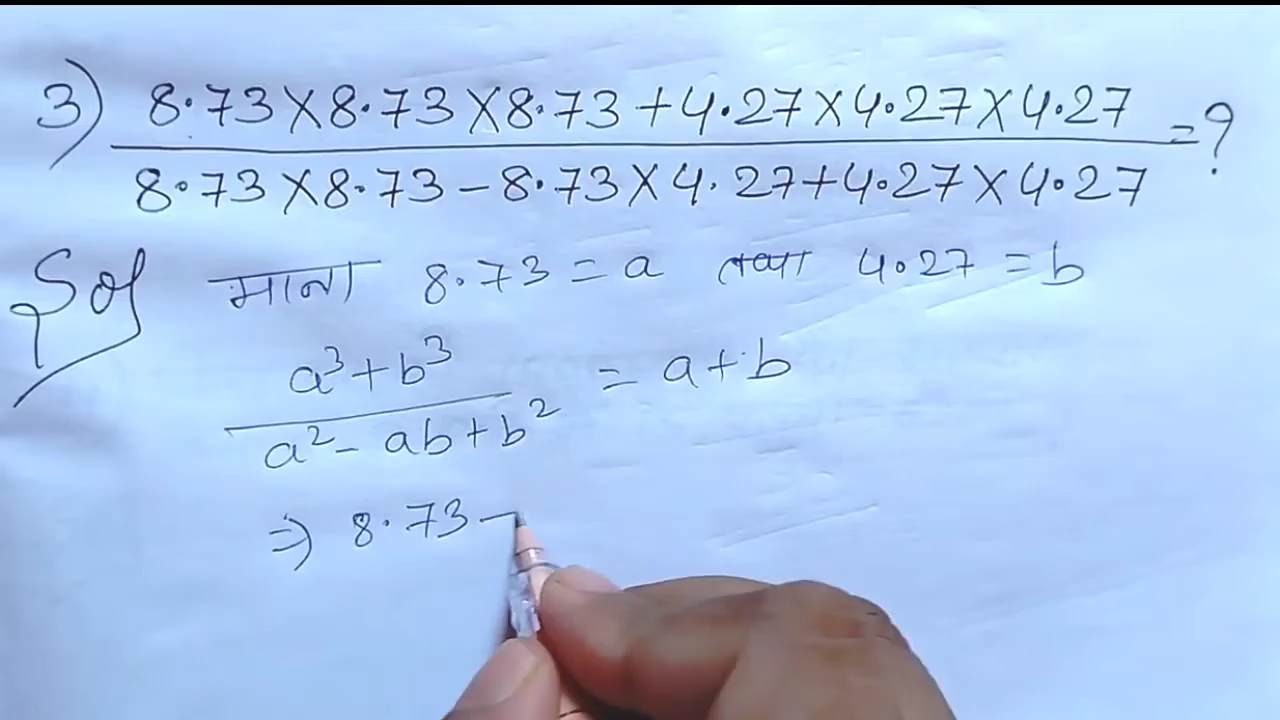 3) 8.73×8.73×8.73+4.27×4.27×4.27
8.73×8.73-8.73×4.27+4.27×4.27 =?
Sol माना 8.73=a तथा 4.27=b
a³+b³
a²-ab+b² = a+b
⇒ 8.73-